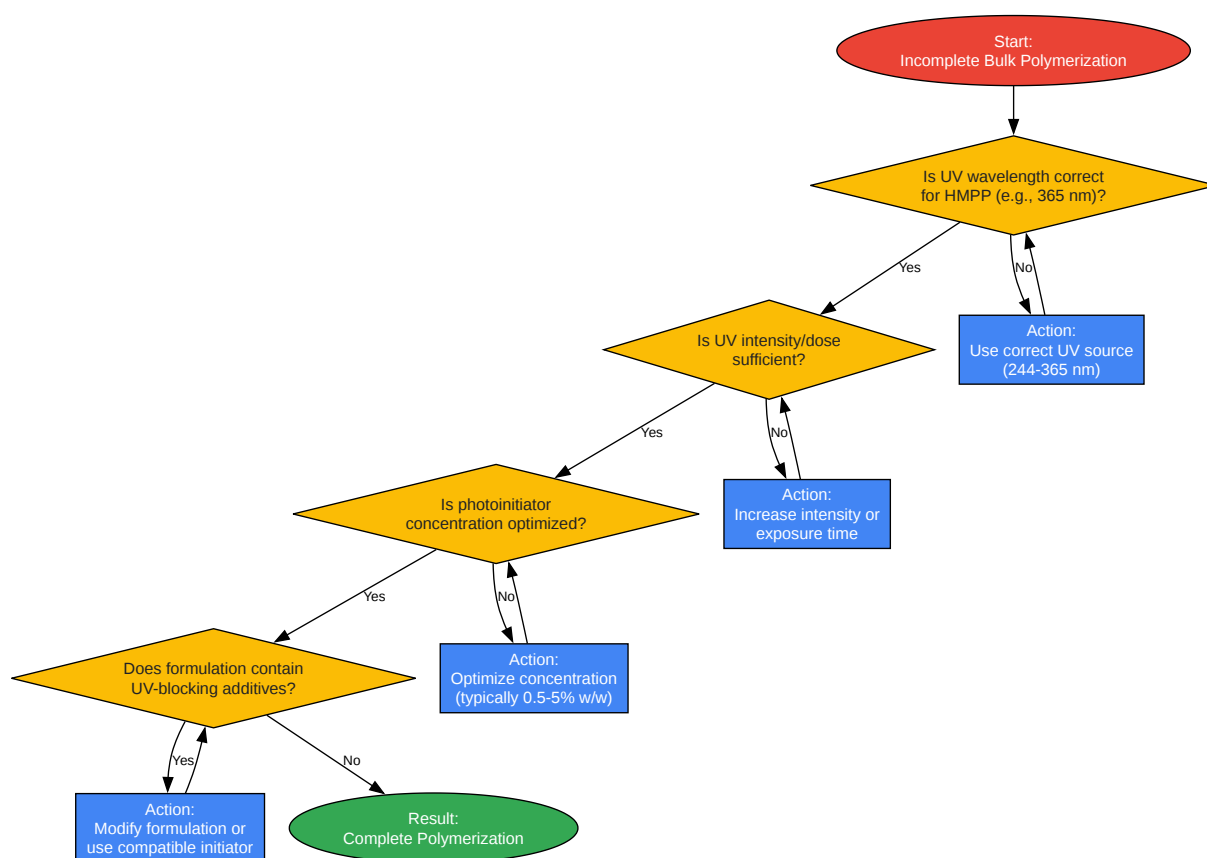 Start:
Incomplete Bulk Polymerization
Is UV wavelength correct
for HMPP (e.g., 365 nm)?
Yes
No
Is UV intensity/dose
sufficient?
Action:
Use correct UV source
(244-365 nm)
Yes
No
Is photoinitiator
concentration optimized?
Action:
Increase intensity or
exposure time
Yes
No
Does formulation contain
UV-blocking additives?
Action:
Optimize concentration
(typically 0.5-5% w/w)
Yes
No
Action:
Modify formulation or
use compatible initiator
Result:
Complete Polymerization